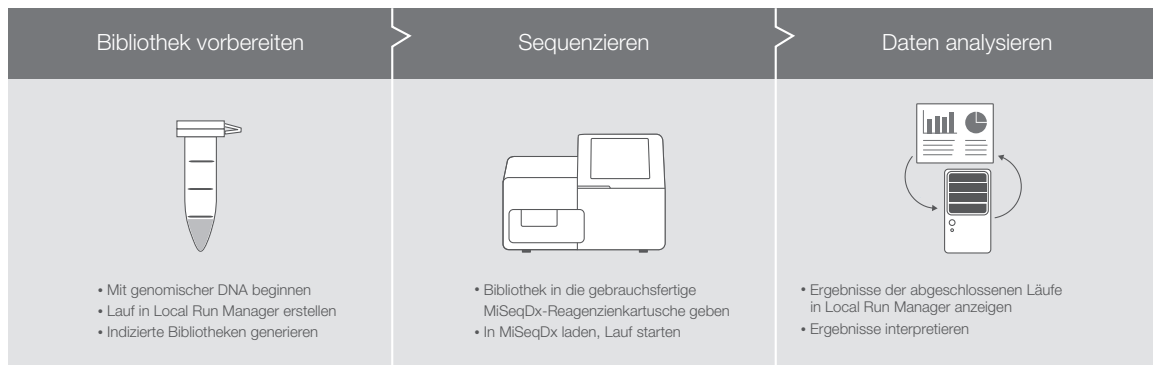 Bibliothek vorbereiten
• Mit genomischer DNA beginnen
• Lauf in Local Run Manager erstellen
• Indizierte Bibliotheken generieren
Sequenzieren
• Bibliothek in die gebrauchsfertige
MiSeqDx-Reagenzienkartusche geben
• In MiSeqDx laden, Lauf starten
Daten analysieren
• Ergebnisse der abgeschlossenen Läufe
in Local Run Manager anzeigen
• Ergebnisse interpretieren